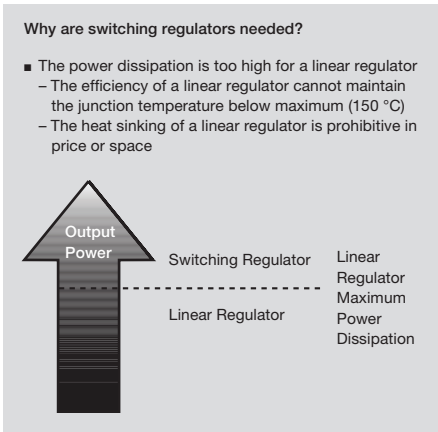 Why are switching regulators needed?
■ The power dissipation is too high for a linear regulator
– The efficiency of a linear regulator cannot maintain
the junction temperature below maximum (150 °C)
– The heat sinking of a linear regulator is prohibitive in
price or space
Output
Power
Switching Regulator
Linear Regulator
Linear
Regulator
Maximum
Power
Dissipation